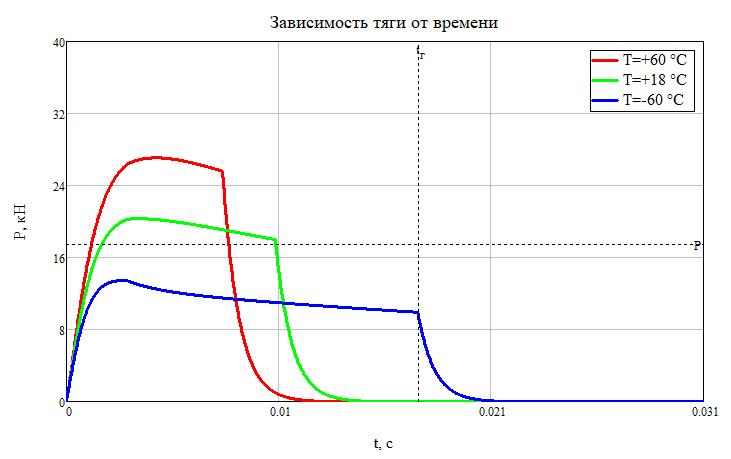 Зависимость тяги от времени
40
32
24
16
8
0
P, кН
tт
T=+60 °C
T=+18 °C
T=-60 °C
P
0
0.01
0.021
0.031
t, с